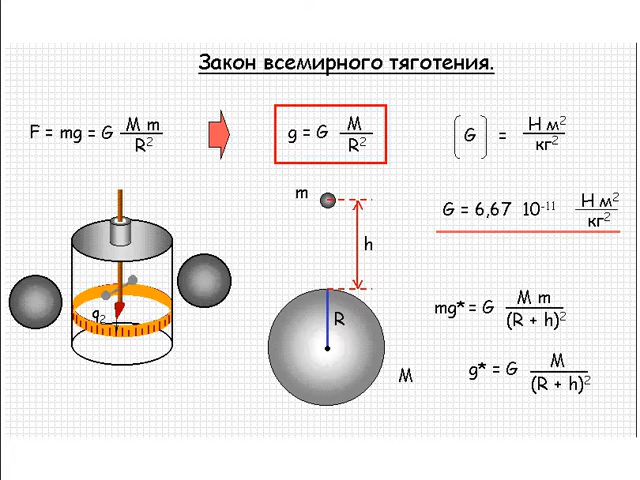 Закон всемирного тяготения.
F = mg = G M m / R²
g = G M / R²
[G] = Н м² / кг²
m
G = 6,67 10⁻¹¹ Н м² / кг²
h
mg* = G M m / (R + h)²
q₂
R
g* = G M / (R + h)²
M